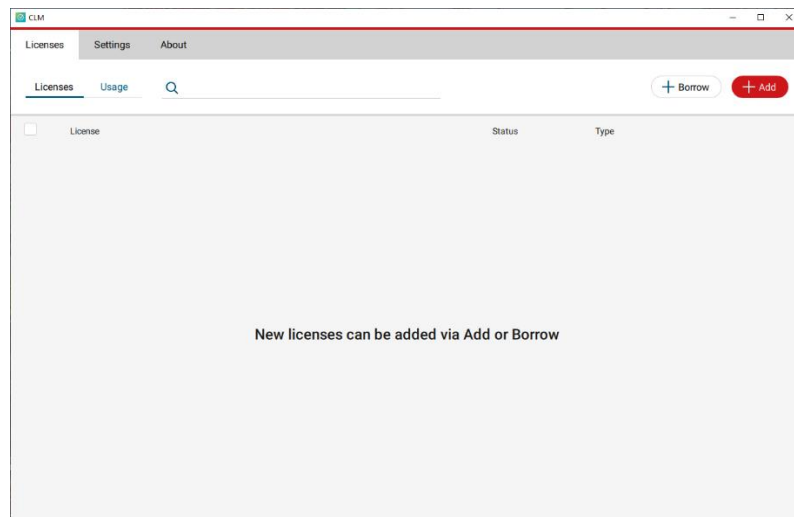 CLM
Licenses Settings About
Licenses Usage Borrow Add
License Status Type
New licenses can be added via Add or Borrow